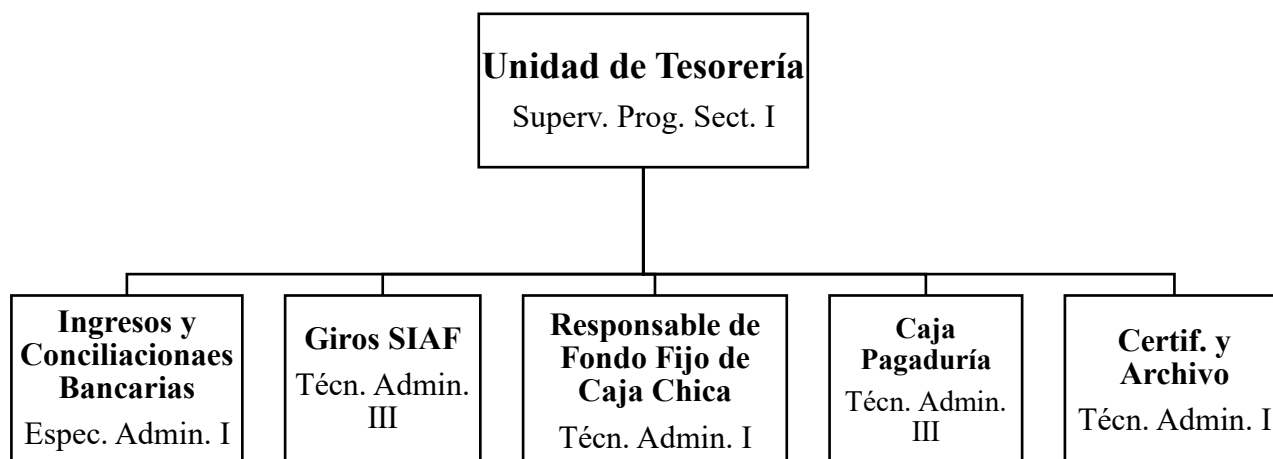 Unidad de Tesorería
Superv. Prog. Sect. I
Ingresos y
Conciliacionaes
Bancarias
Espec. Admin. I
Giros SIAF
Técn. Admin.
III
Responsable de
Fondo Fijo de
Caja Chica
Técn. Admin. I
Caja
Pagaduría
Técn. Admin.
III
Certif. y
Archivo
Técn. Admin. I